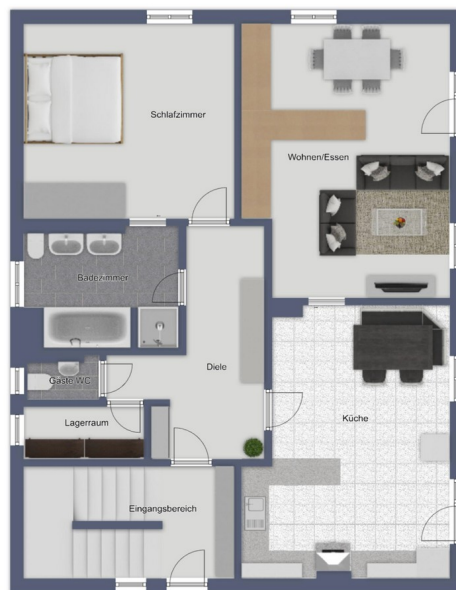 Schlafzimmer
Wohnen/Essen
Badezimmer
Diele
Gäste WC
Küche
Lagerraum
Eingangsbereich